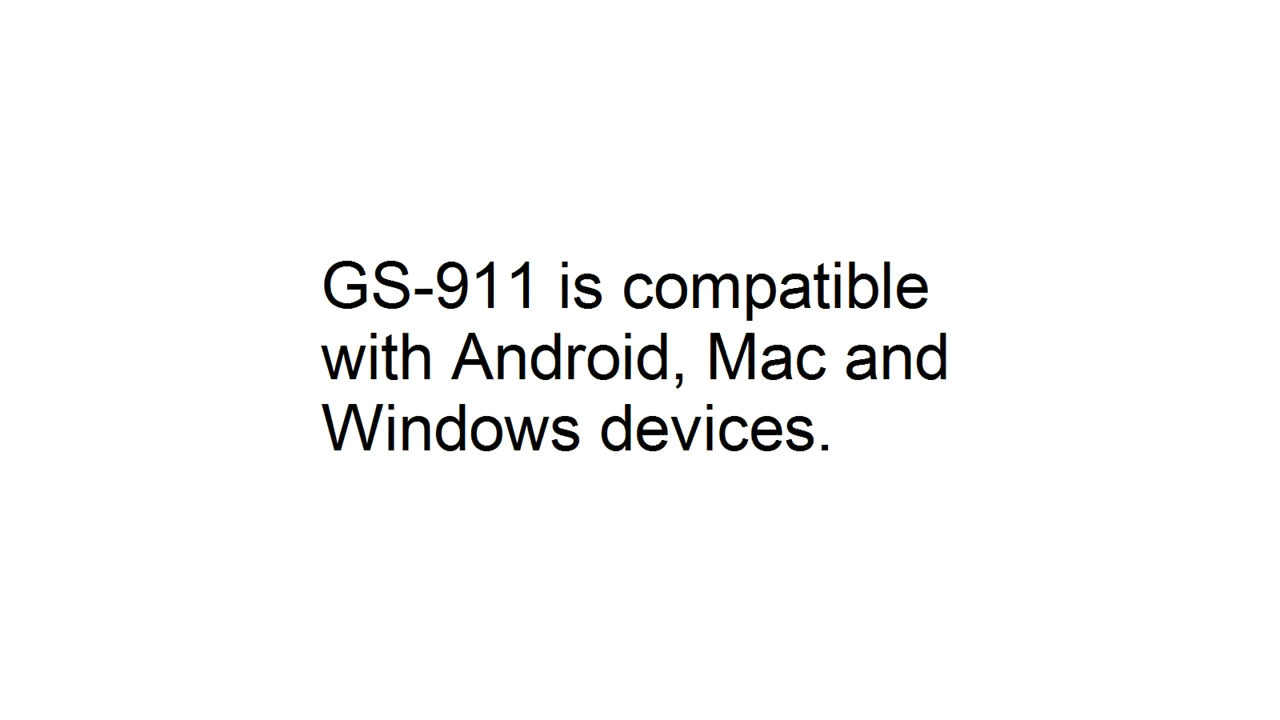 GS-911 is compatible
with Android, Mac and
Windows devices.